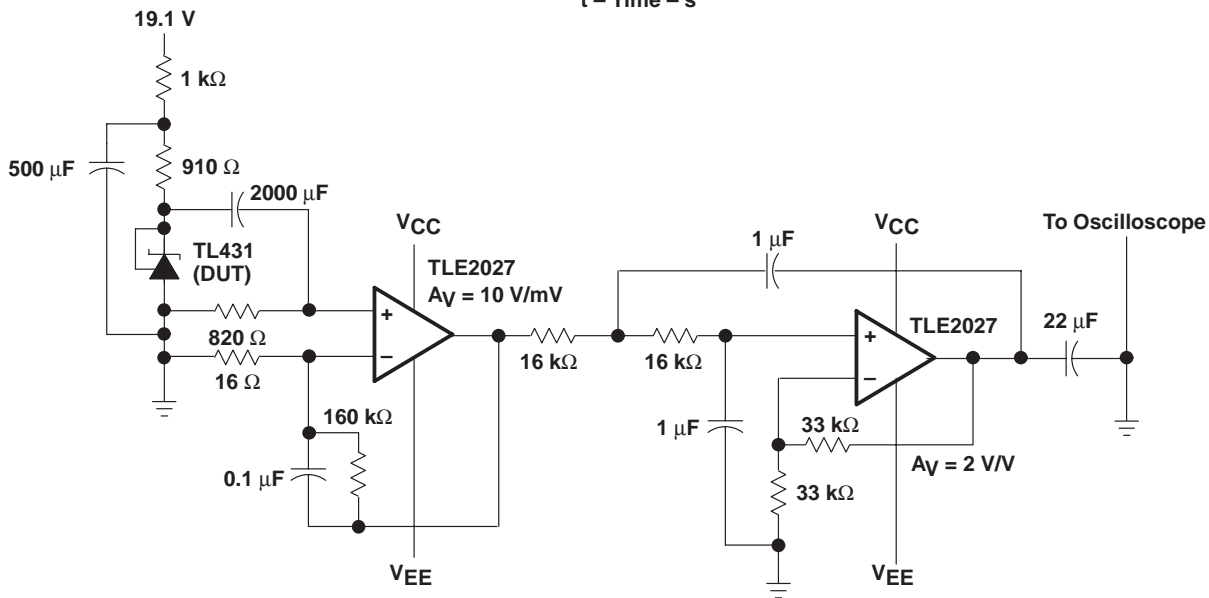 t – Time – s
19.1 V
1 kΩ
500 μF
910 Ω
2000 μF
TL431
(DUT)
820 Ω
16 Ω
160 kΩ
0.1 μF
VCC
TLE2027
AV = 10 V/mV
+
–
VEE
16 kΩ
16 kΩ
1 μF
1 μF
VCC
TLE2027
+
–
33 kΩ
33 kΩ
AV = 2 V/V
VEE
22 μF
To Oscilloscope